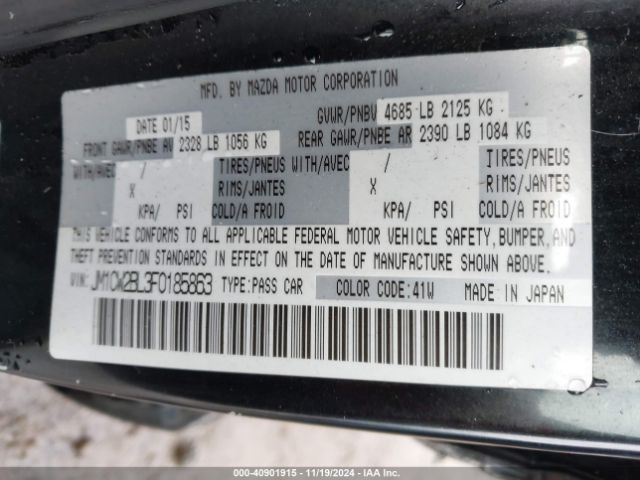 MFD. BY MAZDA MOTOR CORPORATION
DATE 01/15 GVWR/PNBV 4685 LB 2125 KG
FRONT GAWR/PNBE AV 2328 LB 1056 KG REAR GAWR/PNBE AR 2390 LB 1084 KG
WITH/AVEC / TIRES/PNEUS WITH/AVEC / TIRES/PNEUS
X RIMS/JANTES X RIMS/JANTES
KPA/ PSI COLD/A FROID KPA/ PSI COLD/A FROID
THIS VEHICLE CONFORMS TO ALL APPLICABLE FEDERAL MOTOR VEHICLE SAFETY, BUMPER, AND
THEFT PREVENTION STANDARDS IN EFFECT ON THE DATE OF MANUFACTURE SHOWN ABOVE.
VIN: JM1CW2BL3F0185863 TYPE:PASS CAR COLOR CODE:41W MADE IN JAPAN
000-40901915 - 11/19/2024 - IAA Inc.